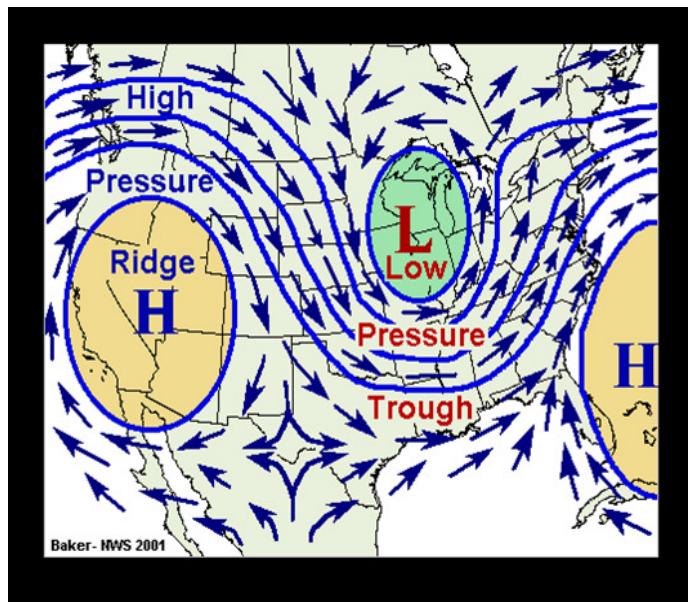 High
Pressure
Ridge
H
L
Low
Pressure
Trough
H
Baker- NWS 2001